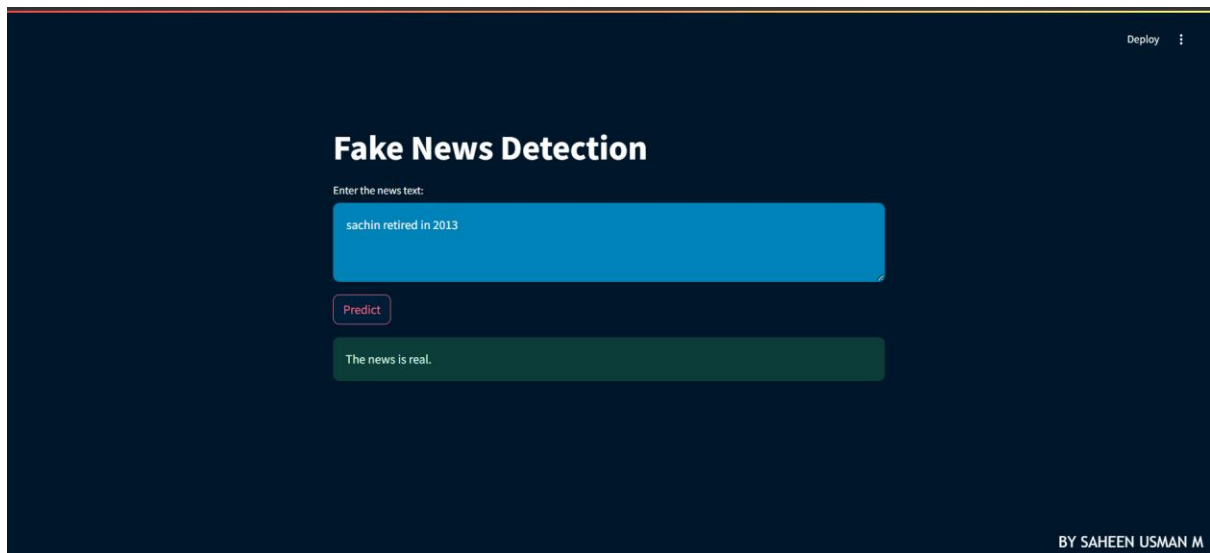 Deploy
Fake News Detection
Enter the news text:
sachin retired in 2013
Predict
The news is real.
BY SAHEEN USMAN M